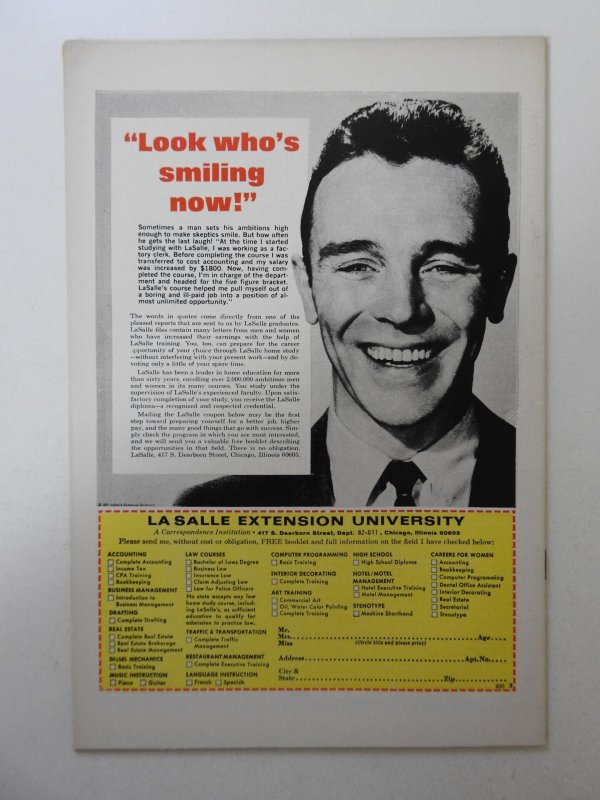 “Look who’s
smiling
now!”
Sometimes a man sets his ambitions high
enough to make skeptics smile. But how often
he gets the last laugh! “At the time I started
studying with LaSalle, I was working as a fac-
tory clerk. Before completing the course I was
transferred to cost accounting and my salary
was increased by $1800. Now, having com-
pleted the course, I’m in charge of the depart-
ment and headed for the five figure bracket.
LaSalle’s course helped me pull myself out of
a boring and ill-paid job into a position of al-
most unlimited opportunity.”
The words in quotes come directly from one of the
pleased reports that are sent to us by LaSalle graduates.
LaSalle files contain many letters from men and women
who have increased their earnings with the help of
LaSalle training. You, too, can prepare for the career
opportunity of your choice through LaSalle home study
—without interfering with your present work—and by de-
voting only a little of your spare time.
LaSalle has been a leader in home education for more
than sixty years, enrolling over 2,000,000 ambitious men
and women in its many courses. You study under the
supervision of LaSalle’s experienced faculty. Upon satis-
factory completion of your study, you receive the LaSalle
diploma—a recognized and respected credential.
Mailing the LaSalle coupon below may be the first
step toward preparing yourself for a better job, higher
pay, and the many good things that go with success. Sim-
ply check the program in which you are most interested,
and we will send you a valuable free booklet describing
the opportunities in that field. There is no obligation.
LaSalle, 417 S. Dearborn Street, Chicago, Illinois 60605.
© 1971 LaSalle Extension University
LA SALLE EXTENSION UNIVERSITY
A Correspondence Institution • 417 S. Dearborn Street, Dept. 82-011, Chicago, Illinois 60605
Please send me, without cost or obligation, FREE booklet and full information on the field I have checked below:
ACCOUNTING
Complete Accounting
Income Tax
CPA Training
Bookkeeping
BUSINESS MANAGEMENT
Introduction to
Business Management
DRAFTING
Complete Drafting
REAL ESTATE
Complete Real Estate
Real Estate Brokerage
Real Estate Management
DIESEL MECHANICS
Basic Training
MUSIC INSTRUCTION
Piano Guitar
LAW COURSES
Bachelor of Laws Degree
Business Law
Insurance Law
Claim Adjusting Law
Law for Police Officers
No state accepts any law
home study course, includ-
ing LaSalle’s, as sufficient
education to qualify for
admission to practice law.
TRAFFIC & TRANSPORTATION
Complete Traffic
Management
RESTAURANT MANAGEMENT
Complete Executive Training
LANGUAGE INSTRUCTION
French Spanish
COMPUTER PROGRAMMING
Basic Training
INTERIOR DECORATING
Complete Training
ART TRAINING
Commercial Art
Oil, Water Color Painting
Complete Training
HIGH SCHOOL
High School Diploma
HOTEL/MOTEL
MANAGEMENT
Hotel Executive Training
Motel Management
STENOTYPE
Machine Shorthand
CAREERS FOR WOMEN
Accounting
Bookkeeping
Computer Programming
Dental Office Assistant
Interior Decorating
Real Estate
Secretarial
Stenotype
Mr.
Mrs. Age
Miss (Circle title and please print)
Address Apt. No.
City &
State Zip
3